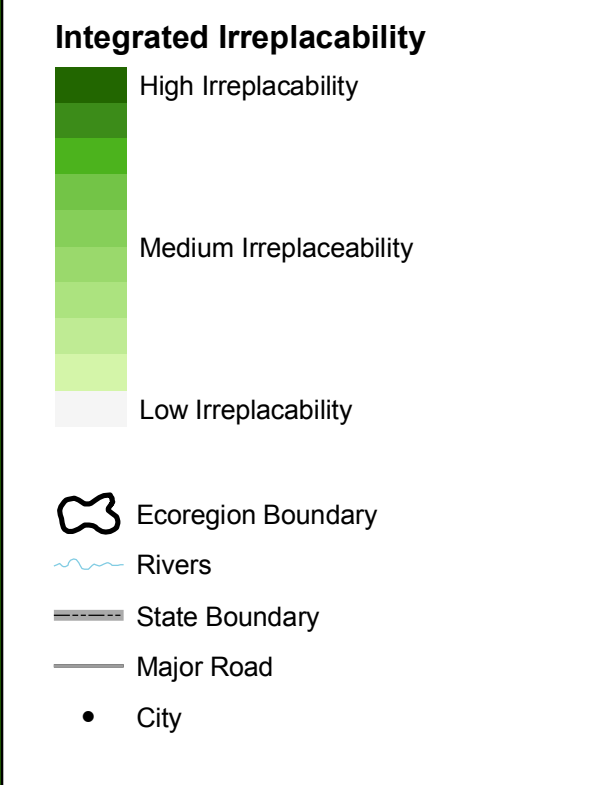 Integrated Irreplacability
High Irreplacability
Medium Irreplaceability
Low Irreplacability
Ecoregion Boundary
Rivers
State Boundary
Major Road
City